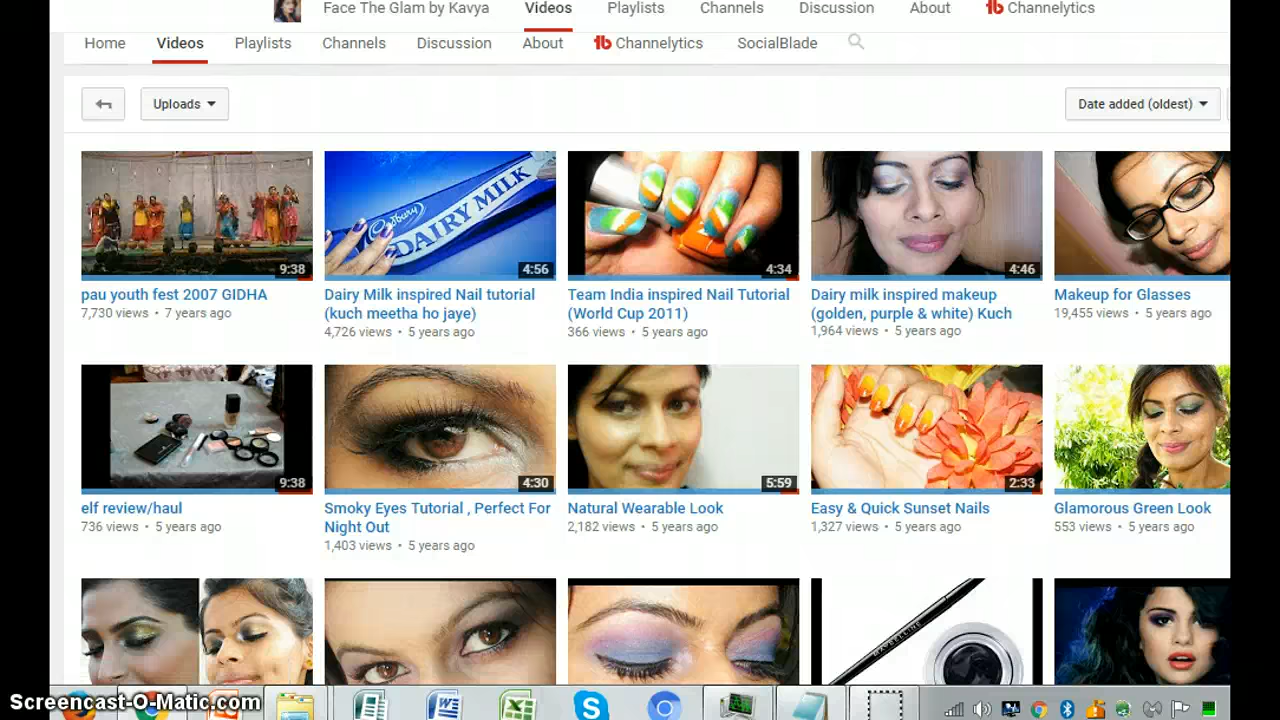 Face The Glam by Kavya Videos Playlists Channels Discussion About Channelytics
Home Videos Playlists Channels Discussion About Channelytics SocialBlade
Uploads Date added (oldest)
DAIRY MILK
Cadbury
9:38 4:56 4:34 4:46
pau youth fest 2007 GIDHA
7,730 views • 7 years ago
Dairy Milk inspired Nail tutorial
(kuch meetha ho jaye)
4,726 views • 5 years ago
Team India inspired Nail Tutorial
(World Cup 2011)
366 views • 5 years ago
Dairy milk inspired makeup
(golden, purple & white) Kuch
1,964 views • 5 years ago
Makeup for Glasses
19,455 views • 5 years ago
9:38 4:30 5:59 2:33
elf review/haul
736 views • 5 years ago
Smoky Eyes Tutorial , Perfect For
Night Out
1,403 views • 5 years ago
Natural Wearable Look
2,182 views • 5 years ago
Easy & Quick Sunset Nails
1,327 views • 5 years ago
Glamorous Green Look
553 views • 5 years ago
MAYBELLINE
Screencast-O-Matic.com